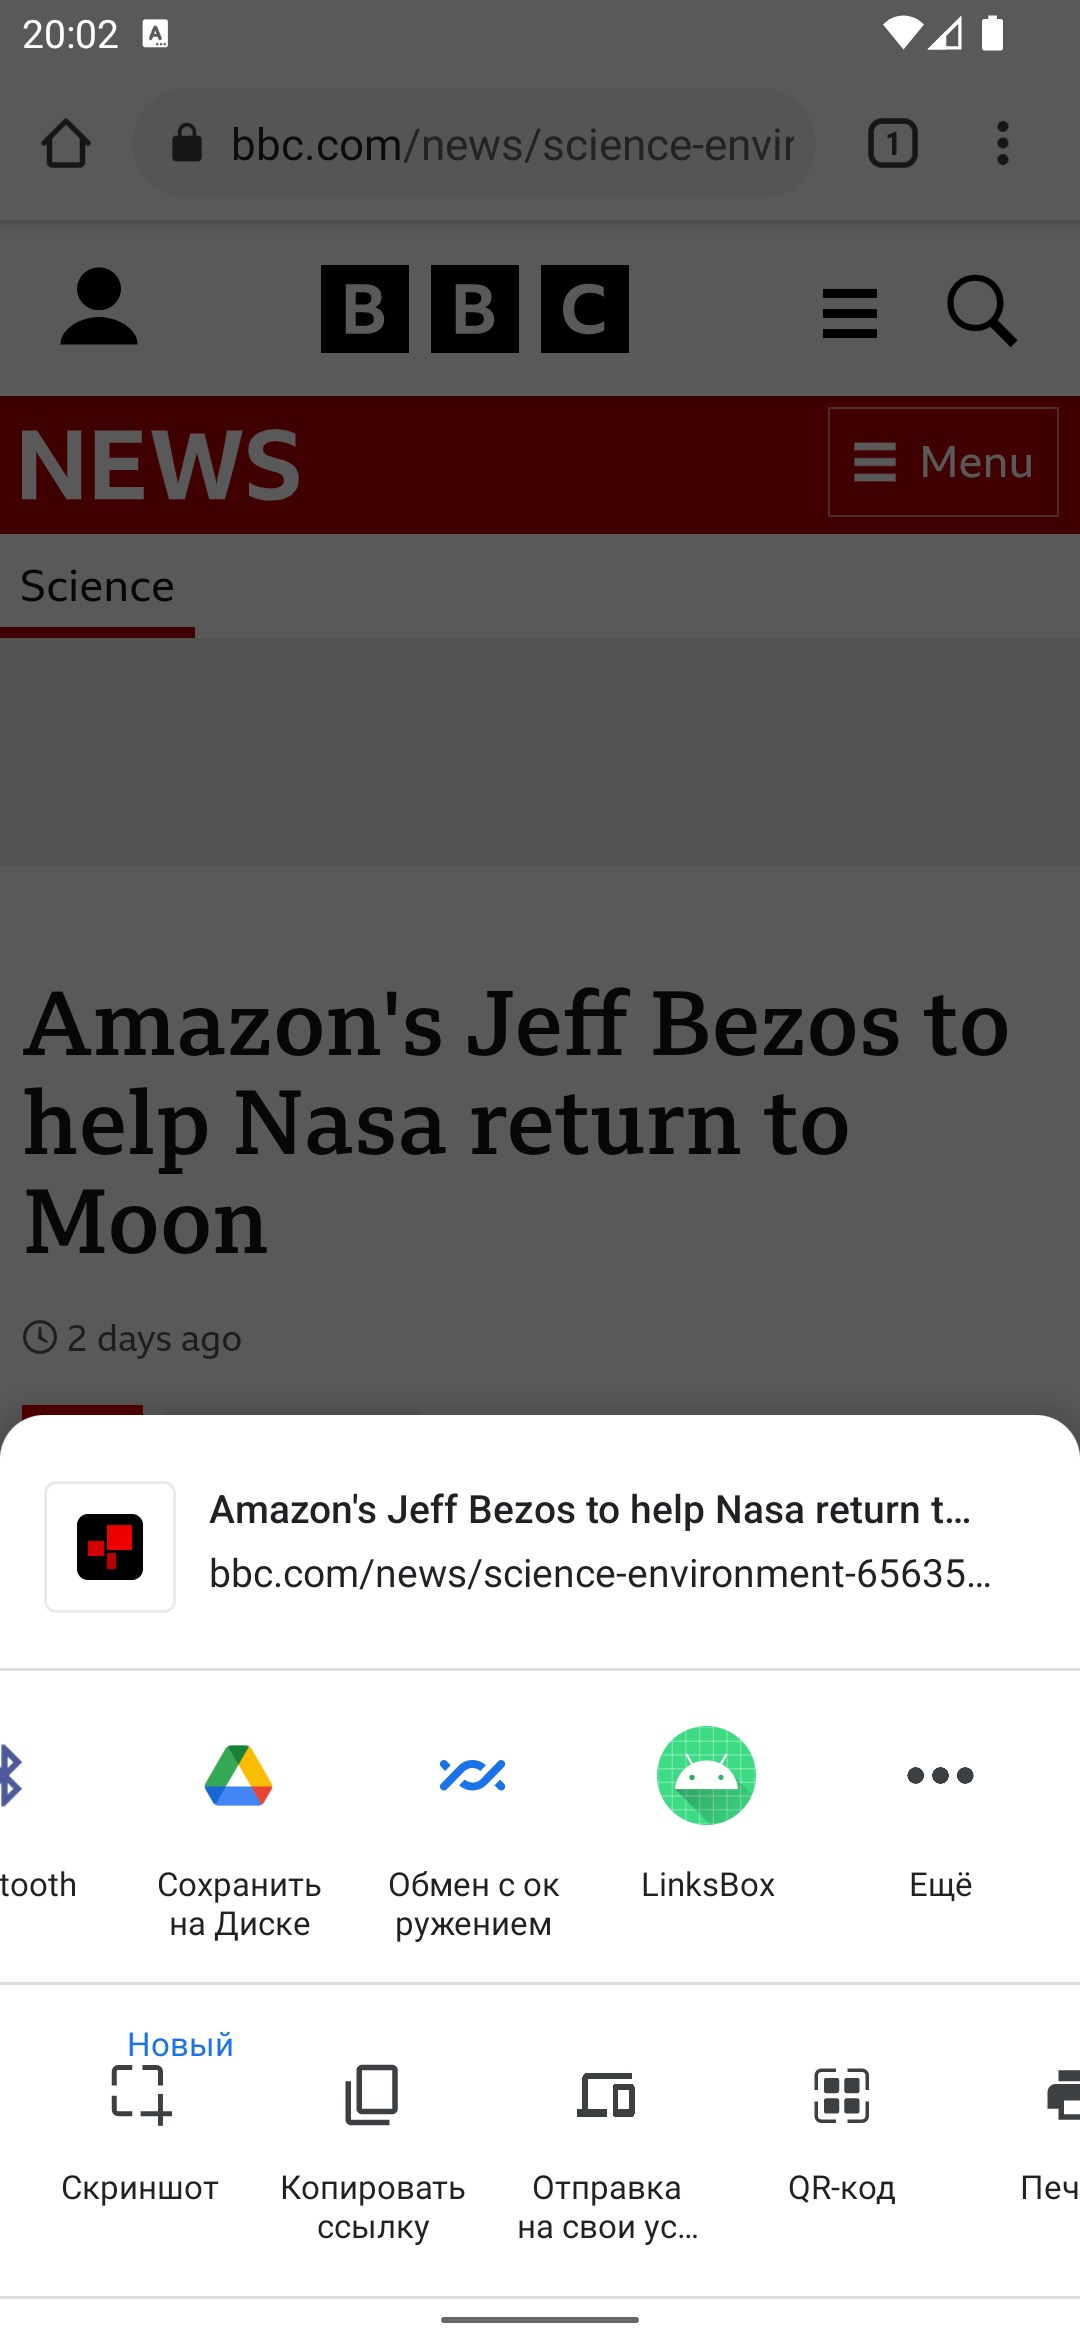 20:02
bbc.com/news/science-envir
1
BBC
NEWS
Menu
Science
Amazon's Jeff Bezos to
help Nasa return to
Moon
2 days ago
Amazon's Jeff Bezos to help Nasa return t...
bbc.com/news/science-environment-65635...
tooth
Сохранить
на Диске
Обмен с ок
ружением
LinksBox
Ещё
Новый
Скриншот
Копировать
ссылку
Отправка
на свои ус...
QR-код
Печ